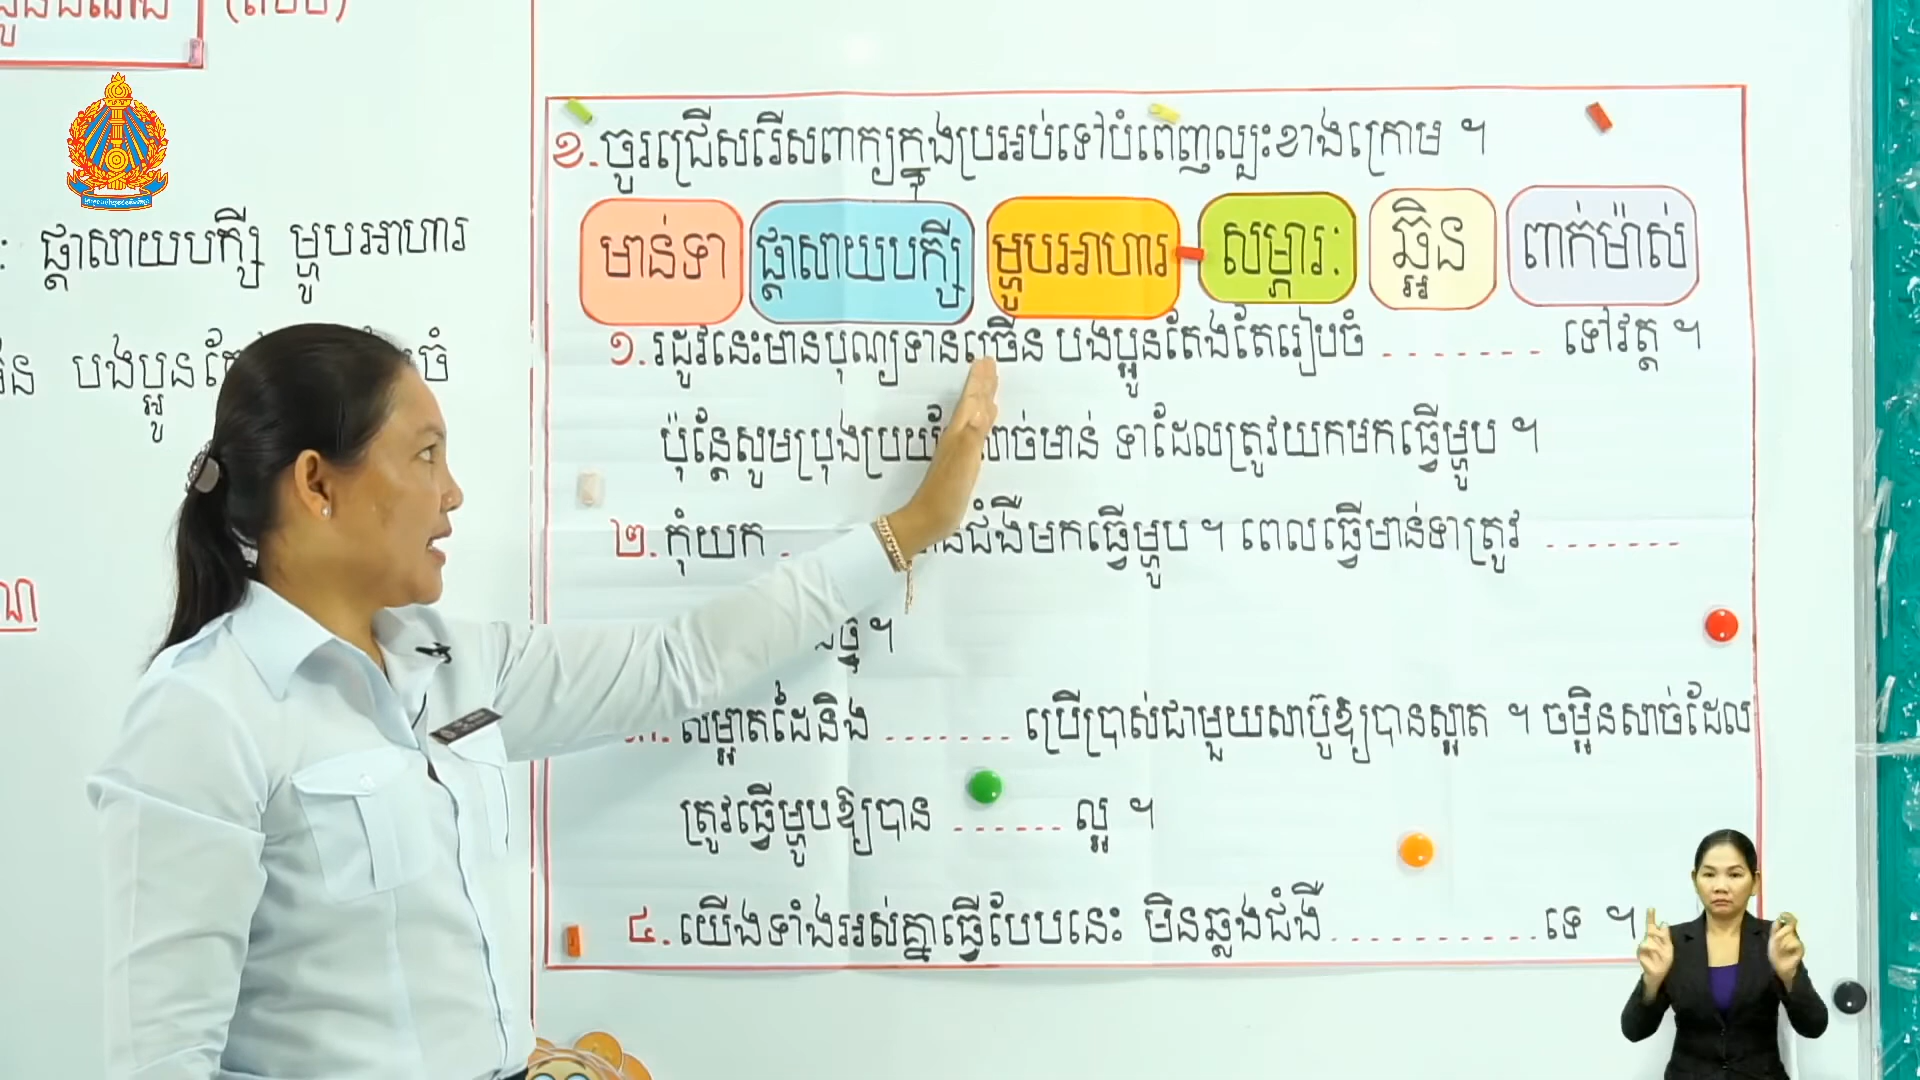 ៈ ផ្តាសាយបក្សី ម្ហូបអាហារ
បងប្អូន
ចំ
ខ. ចូរជ្រើសរើសពាក្យក្នុងប្រអប់ទៅបំពេញល្បះខាងក្រោម ។
មាន់ទា ផ្តាសាយបក្សី ម្ហូបអាហារ - សម្ភារៈ ឆ្អិន ពាក់ម៉ាស់
១. រដូវនេះមានបុណ្យទានច្រើន បងប្អូនតែងតែរៀបចំ ....... ទៅវត្ត ។
ប៉ុន្តែសូមប្រុងប្រយ័ត្នសាច់មាន់ ទាដែលត្រូវយកមកធ្វើម្ហូប ។
២. កុំយក . ជំងឺមកធ្វើម្ហូប ។ ពេលធ្វើមាន់ទាត្រូវ .......
។
៣. សម្អាតដៃនិង ....... ប្រើប្រាស់ជាមួយសាប៊ូឱ្យបានស្អាត ។ ចម្អិនសាច់ដែល
ត្រូវធ្វើម្ហូបឱ្យបាន ...... ល្អ ។
៤. យើងទាំងអស់គ្នាធ្វើបែបនេះ មិនឆ្លងជំងឺ........... ទេ ។